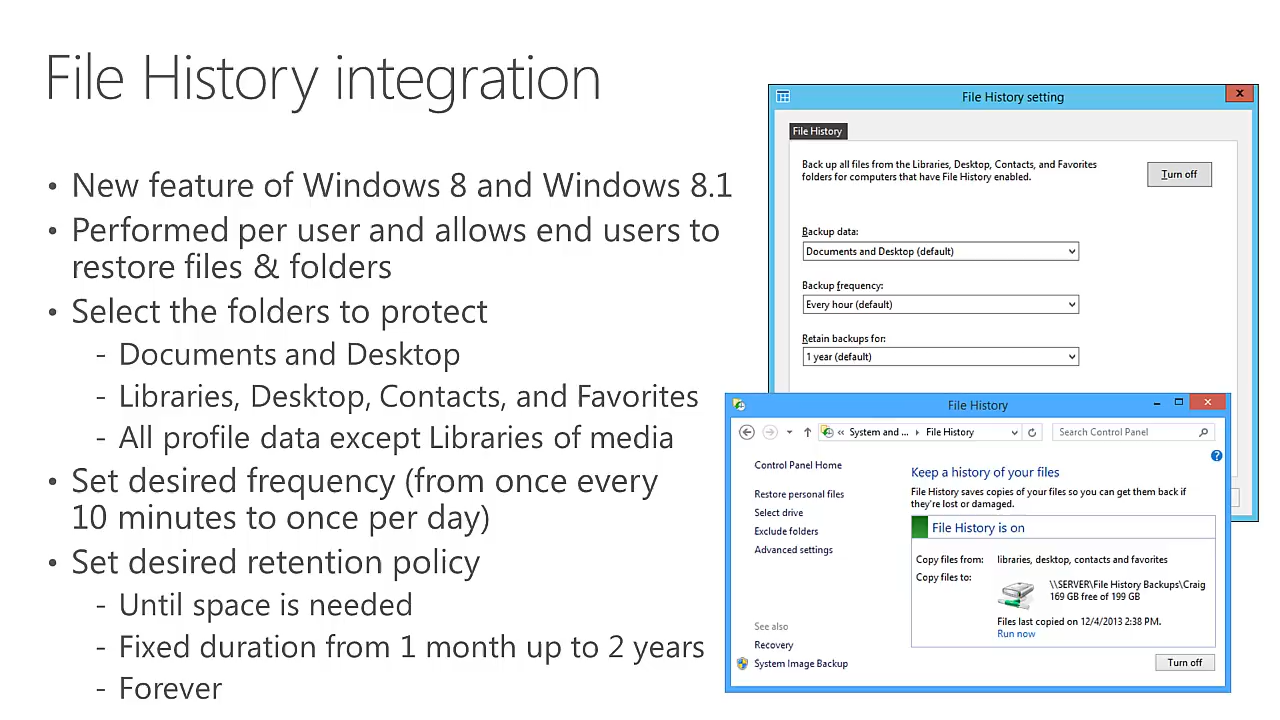 File History integration
• New feature of Windows 8 and Windows 8.1
• Performed per user and allows end users to
restore files & folders
• Select the folders to protect
- Documents and Desktop
- Libraries, Desktop, Contacts, and Favorites
- All profile data except Libraries of media
• Set desired frequency (from once every
10 minutes to once per day)
• Set desired retention policy
- Until space is needed
- Fixed duration from 1 month up to 2 years
- Forever
File History setting
File History
Back up all files from the Libraries, Desktop, Contacts, and Favorites
folders for computers that have File History enabled.
Turn off
Backup data:
Documents and Desktop (default)
Backup frequency:
Every hour (default)
Retain backups for:
1 year (default)
File History
System and ...
File History
Search Control Panel
Control Panel Home
Restore personal files
Select drive
Exclude folders
Advanced settings
See also
Recovery
System Image Backup
Keep a history of your files
File History saves copies of your files so you can get them back if
they're lost or damaged.
File History is on
Copy files from: libraries, desktop, contacts and favorites
Copy files to: \\SERVER\File History Backups\Craig
169 GB free of 199 GB
Files last copied on 12/4/2013 2:38 PM.
Run now
Turn off